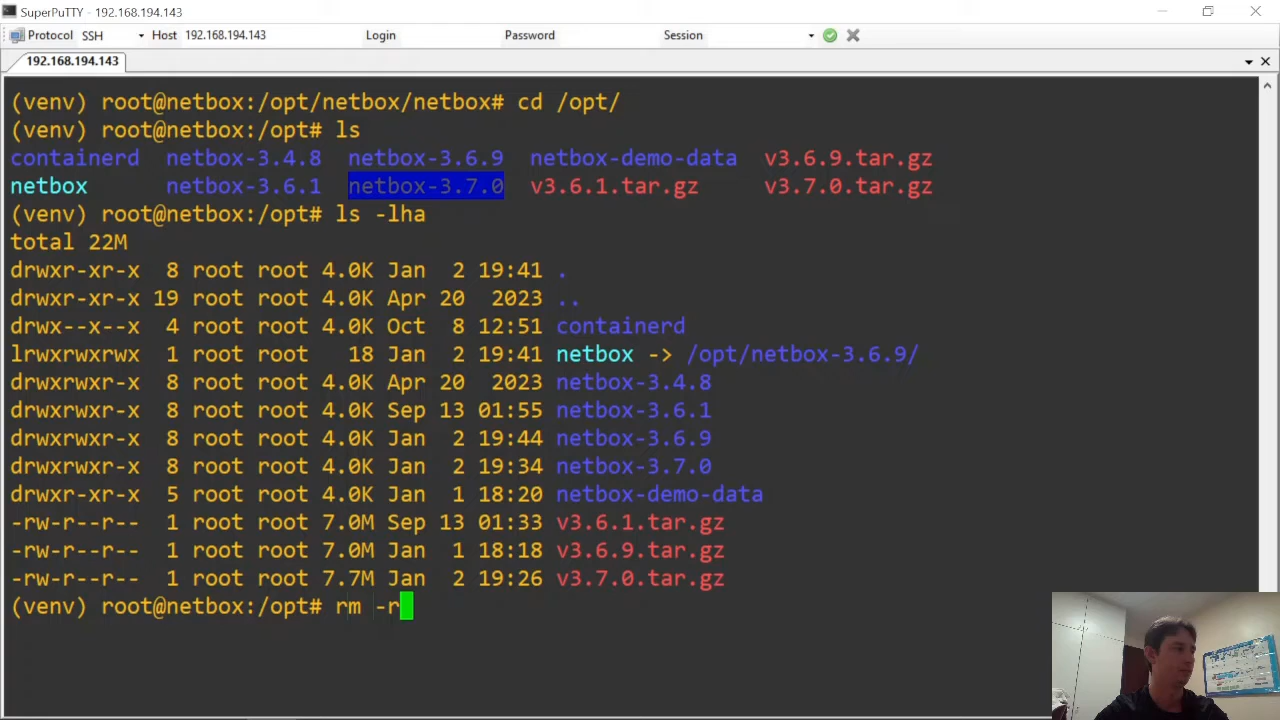 SuperPuTTY - 192.168.194.143
Protocol SSH Host 192.168.194.143 Login Password Session
192.168.194.143
(venv) root@netbox:/opt/netbox/netbox# cd /opt/
(venv) root@netbox:/opt# ls
containerd netbox-3.4.8 netbox-3.6.9 netbox-demo-data v3.6.9.tar.gz
netbox netbox-3.6.1 netbox-3.7.0 v3.6.1.tar.gz v3.7.0.tar.gz
(venv) root@netbox:/opt# ls -lha
total 22M
drwxr-xr-x 8 root root 4.0K Jan 2 19:41 .
drwxr-xr-x 19 root root 4.0K Apr 20 2023 ..
drwx--x--x 4 root root 4.0K Oct 8 12:51 containerd
lrwxrwxrwx 1 root root 18 Jan 2 19:41 netbox -> /opt/netbox-3.6.9/
drwxrwxr-x 8 root root 4.0K Apr 20 2023 netbox-3.4.8
drwxrwxr-x 8 root root 4.0K Sep 13 01:55 netbox-3.6.1
drwxrwxr-x 8 root root 4.0K Jan 2 19:44 netbox-3.6.9
drwxrwxr-x 8 root root 4.0K Jan 2 19:34 netbox-3.7.0
drwxr-xr-x 5 root root 4.0K Jan 1 18:20 netbox-demo-data
-rw-r--r-- 1 root root 7.0M Sep 13 01:33 v3.6.1.tar.gz
-rw-r--r-- 1 root root 7.0M Jan 1 18:18 v3.6.9.tar.gz
-rw-r--r-- 1 root root 7.7M Jan 2 19:26 v3.7.0.tar.gz
(venv) root@netbox:/opt# rm -r